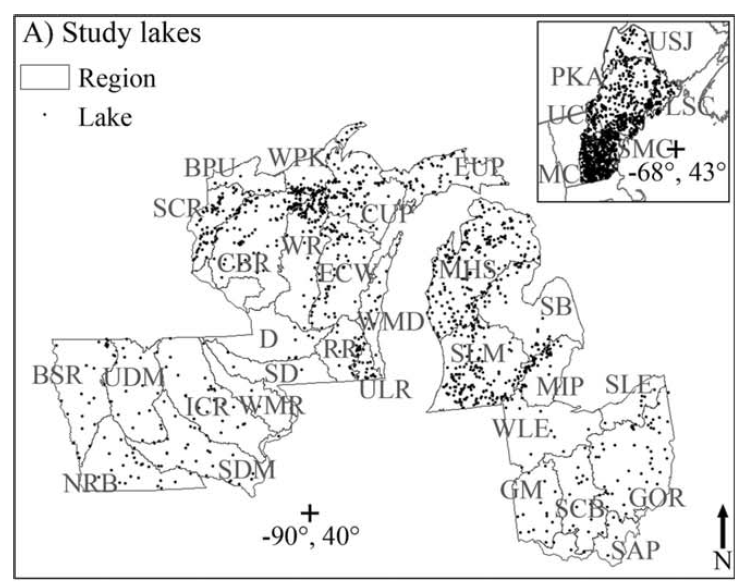 A) Study lakes
Region
Lake
USJ
PKA
UC
LSC
SMC
MC
-68°, 43°
BPU
WPK
EUP
SCR
CUP
WR
CBR
ECW
MHS
SB
WMD
D
RR
SLM
BSR
UDM
SD
ULR
MIP
SLE
ICR
WMR
WLE
SDM
NRB
GM
SCB
GOR
-90°, 40°
SAP
N